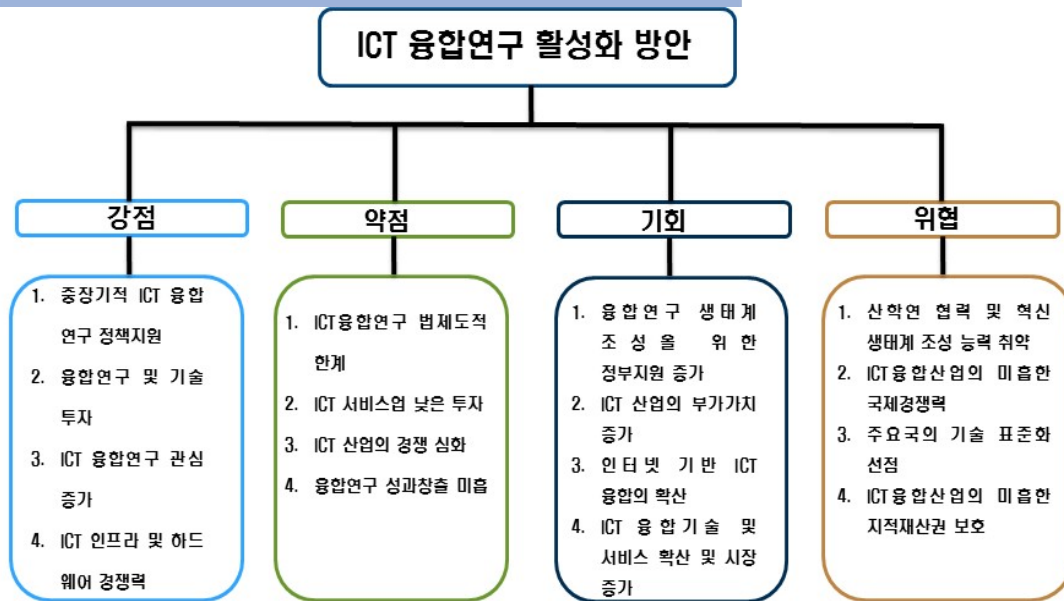 ICT 융합연구 활성화 방안
강점
1. 중장기적 ICT 융합
연구 정책지원
2. 융합연구 및 기술
투자
3. ICT 융합연구 관심
증가
4. ICT 인프라 및 하드
웨어 경쟁력
약점
1. ICT융합연구 법제도적
한계
2. ICT 서비스업 낮은 투자
3. ICT 산업의 경쟁 심화
4. 융합연구 성과창출 미흡
기회
1. 융합연구 생태계
조성을 위한
정부지원 증가
2. ICT 산업의 부가가치
증가
3. 인터넷 기반 ICT
융합의 확산
4. ICT 융합기술 및
서비스 확산 및 시장
증가
위협
1. 산학연 협력 및 혁신
생태계 조성 능력 취약
2. ICT융합산업의 미흡한
국제경쟁력
3. 주요국의 기술 표준화
선점
4. ICT융합산업의 미흡한
지적재산권 보호